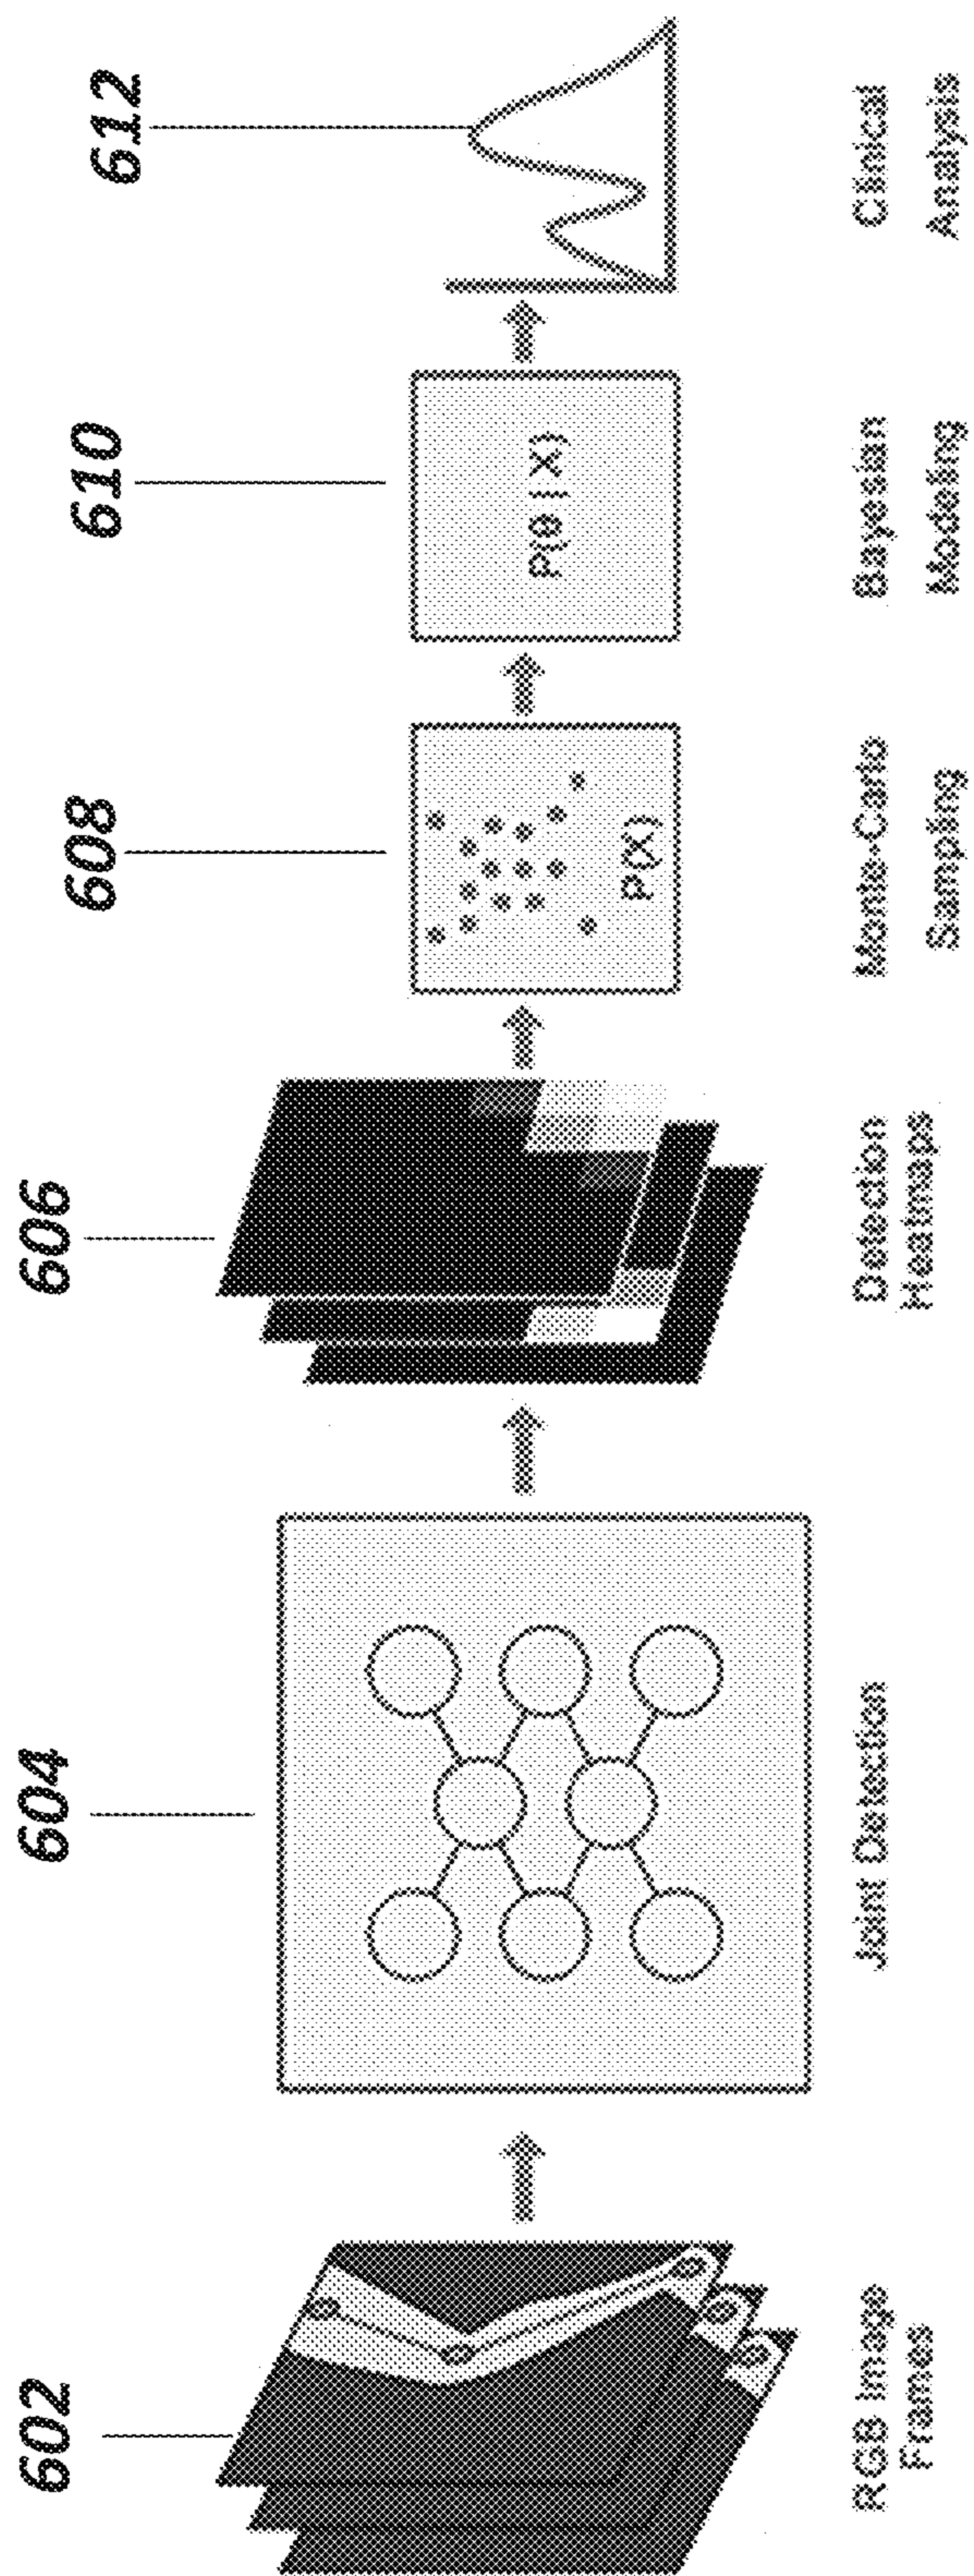 602
604
606
608
610
612
P(X)
P(θ | X)
RGB Image
Frames
Joint Detection
Detection
Heatmaps
Monte-Carlo
Sampling
Bayesian
Modeling
Clinical
Analysis